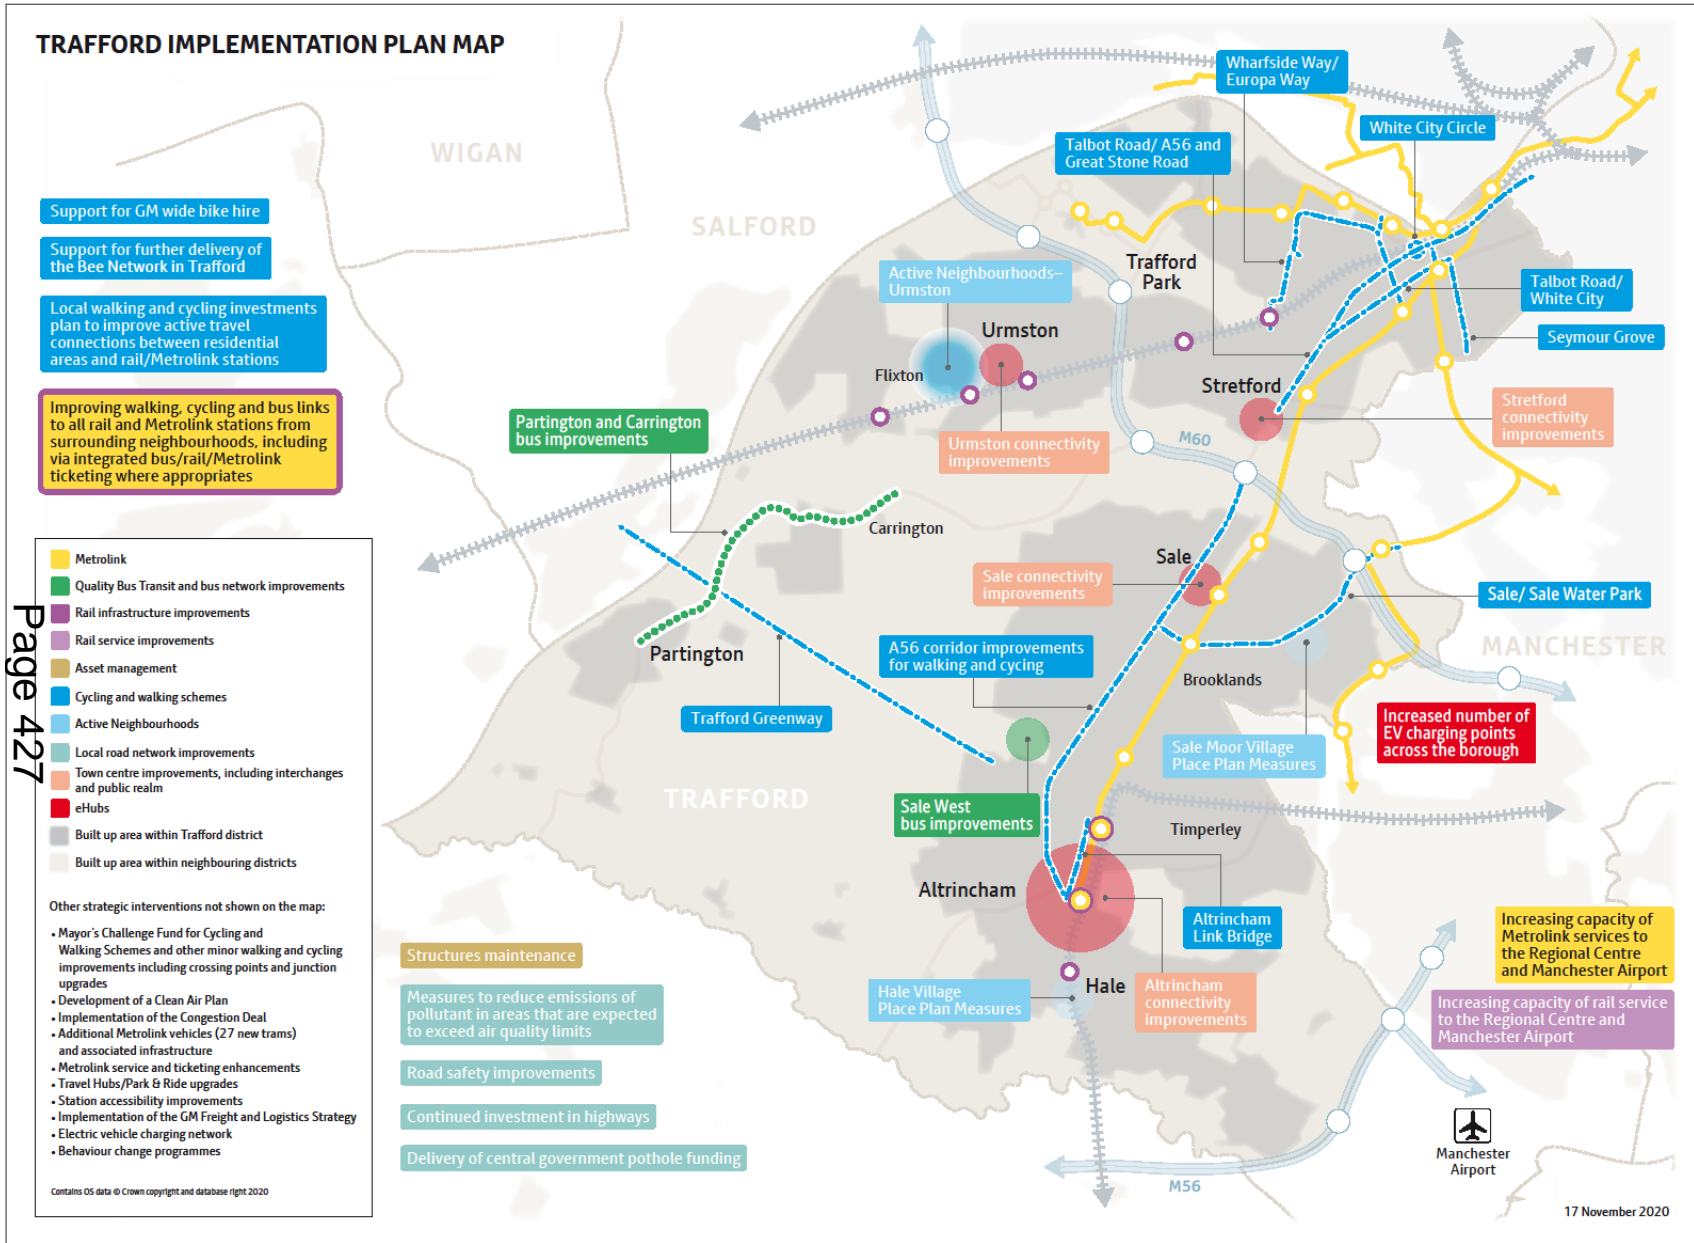 TRAFFORD IMPLEMENTATION PLAN MAP
WIGAN
SALFORD
TRAFFORD
MANCHESTER
Wharfside Way/
Europa Way
White City Circle
Talbot Road/ A56 and
Great Stone Road
Support for GM wide bike hire
Support for further delivery of
the Bee Network in Trafford
Local walking and cycling investments
plan to improve active travel
connections between residential
areas and rail/Metrolink stations
Improving walking, cycling and bus links
to all rail and Metrolink stations from
surrounding neighbourhoods, including
via integrated bus/rail/Metrolink
ticketing where appropriates
Trafford
Park
Active Neighbourhoods–
Urmston
Talbot Road/
White City
Seymour Grove
Urmston
Flixton
Stretford
Stretford
connectivity
improvements
Partington and Carrington
bus improvements
Urmston connectivity
improvements
M60
Carrington
Sale
Sale connectivity
improvements
Sale/ Sale Water Park
Partington
A56 corridor improvements
for walking and cycing
Brooklands
Trafford Greenway
Increased number of
EV charging points
across the borough
Sale Moor Village
Place Plan Measures
Sale West
bus improvements
Timperley
Altrincham
Altrincham
Link Bridge
Hale Village
Place Plan Measures
Hale
Altrincham
connectivity
improvements
Increasing capacity of
Metrolink services to
the Regional Centre
and Manchester Airport
Increasing capacity of rail service
to the Regional Centre and
Manchester Airport
Manchester
Airport
M56
Structures maintenance
Measures to reduce emissions of
pollutant in areas that are expected
to exceed air quality limits
Road safety improvements
Continued investment in highways
Delivery of central government pothole funding
Page 427
Metrolink
Quality Bus Transit and bus network improvements
Rail infrastructure improvements
Rail service improvements
Asset management
Cycling and walking schemes
Active Neighbourhoods
Local road network improvements
Town centre improvements, including interchanges
and public realm
eHubs
Built up area within Trafford district
Built up area within neighbouring districts
Other strategic interventions not shown on the map:
• Mayor's Challenge Fund for Cycling and
Walking Schemes and other minor walking and cycling
improvements including crossing points and junction
upgrades
• Development of a Clean Air Plan
• Implementation of the Congestion Deal
• Additional Metrolink vehicles (27 new trams)
and associated infrastructure
• Metrolink service and ticketing enhancements
• Travel Hubs/Park & Ride upgrades
• Station accessibility improvements
• Implementation of the GM Freight and Logistics Strategy
• Electric vehicle charging network
• Behaviour change programmes
Contains OS data © Crown copyright and database right 2020
17 November 2020